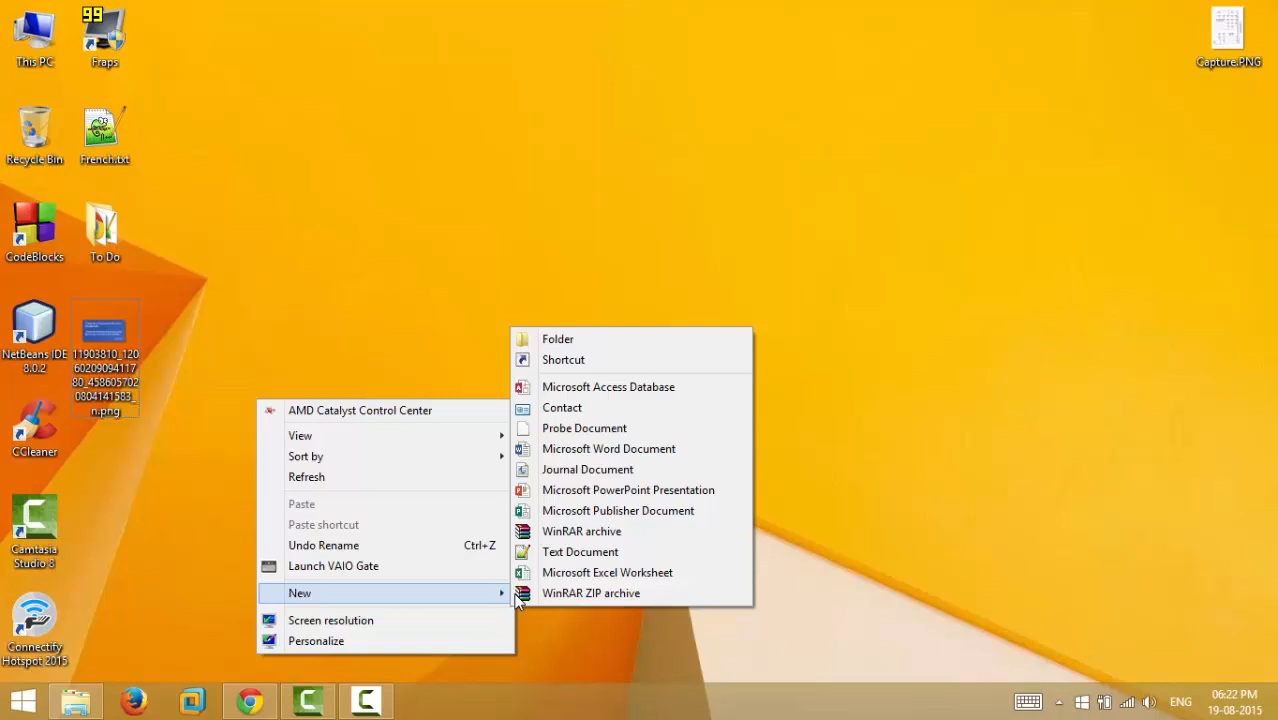 99
This PC
Fraps
Capture.PNG
Recycle Bin
French.txt
CodeBlocks
To Do
NetBeans IDE
8.0.2
11903810_120
60209094117
80_458605702
0804141583_
n.png
CCleaner
Camtasia
Studio 8
Connectify
Hotspot 2015
AMD Catalyst Control Center
View
Sort by
Refresh
Paste
Paste shortcut
Undo Rename Ctrl+Z
Launch VAIO Gate
New
Screen resolution
Personalize
Folder
Shortcut
Microsoft Access Database
Contact
Probe Document
Microsoft Word Document
Journal Document
Microsoft PowerPoint Presentation
Microsoft Publisher Document
WinRAR archive
Text Document
Microsoft Excel Worksheet
WinRAR ZIP archive
ENG
06:22 PM
19-08-2015